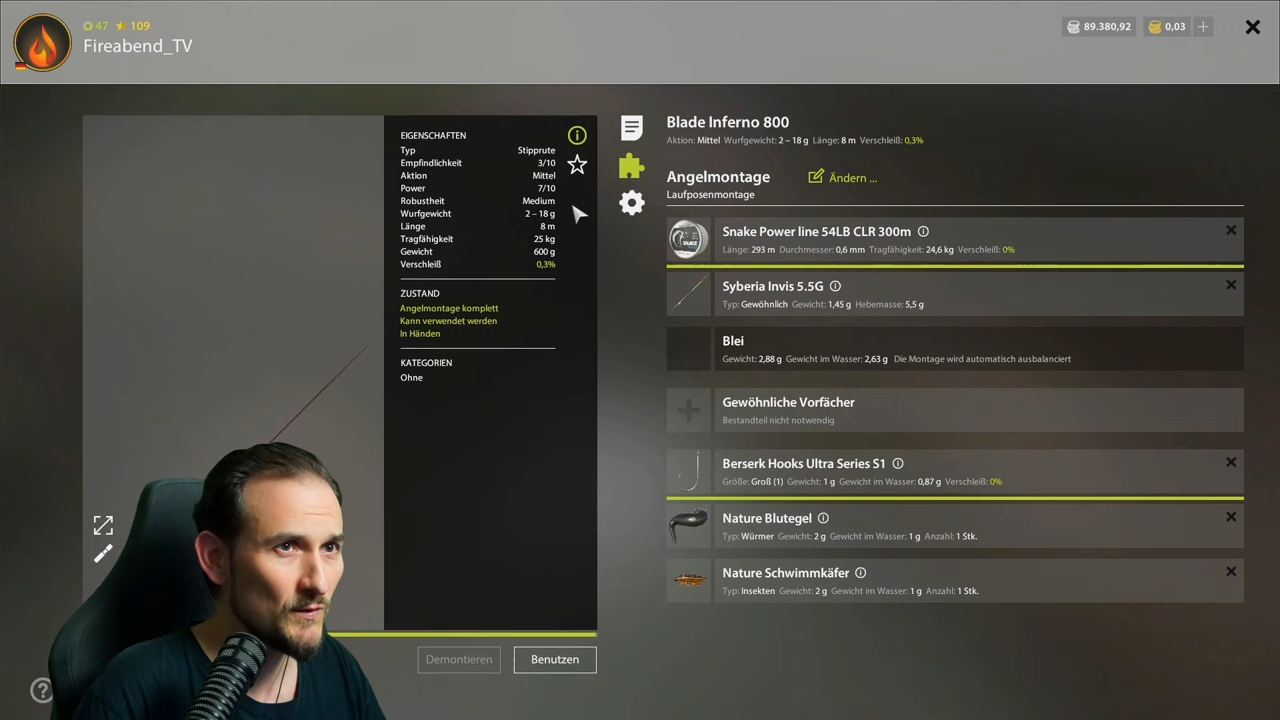 47 109
Fireabend_TV
89.380,92
0,03
EIGENSCHAFTEN
Typ Stipprute
Empfindlichkeit 3/10
Aktion Mittel
Power 7/10
Robustheit Medium
Wurfgewicht 2 – 18 g
Länge 8 m
Tragfähigkeit 25 kg
Gewicht 600 g
Verschleiß 0,3%
ZUSTAND
Angelmontage komplett
Kann verwendet werden
In Händen
KATEGORIEN
Ohne
Demontieren
Benutzen
Blade Inferno 800
Aktion: Mittel Wurfgewicht: 2 – 18 g Länge: 8 m Verschleiß: 0,3%
Angelmontage
Ändern ...
Laufposenmontage
Snake Power line 54LB CLR 300m
Länge: 293 m Durchmesser: 0,6 mm Tragfähigkeit: 24,6 kg Verschleiß: 0%
Syberia Invis 5.5G
Typ: Gewöhnlich Gewicht: 1,45 g Hebemasse: 5,5 g
Blei
Gewicht: 2,88 g Gewicht im Wasser: 2,63 g Die Montage wird automatisch ausbalanciert
Gewöhnliche Vorfächer
Bestandteil nicht notwendig
Berserk Hooks Ultra Series S1
Größe: Groß (1) Gewicht: 1 g Gewicht im Wasser: 0,87 g Verschleiß: 0%
Nature Blutegel
Typ: Würmer Gewicht: 2 g Gewicht im Wasser: 1 g Anzahl: 1 Stk.
Nature Schwimmkäfer
Typ: Insekten Gewicht: 2 g Gewicht im Wasser: 1 g Anzahl: 1 Stk.